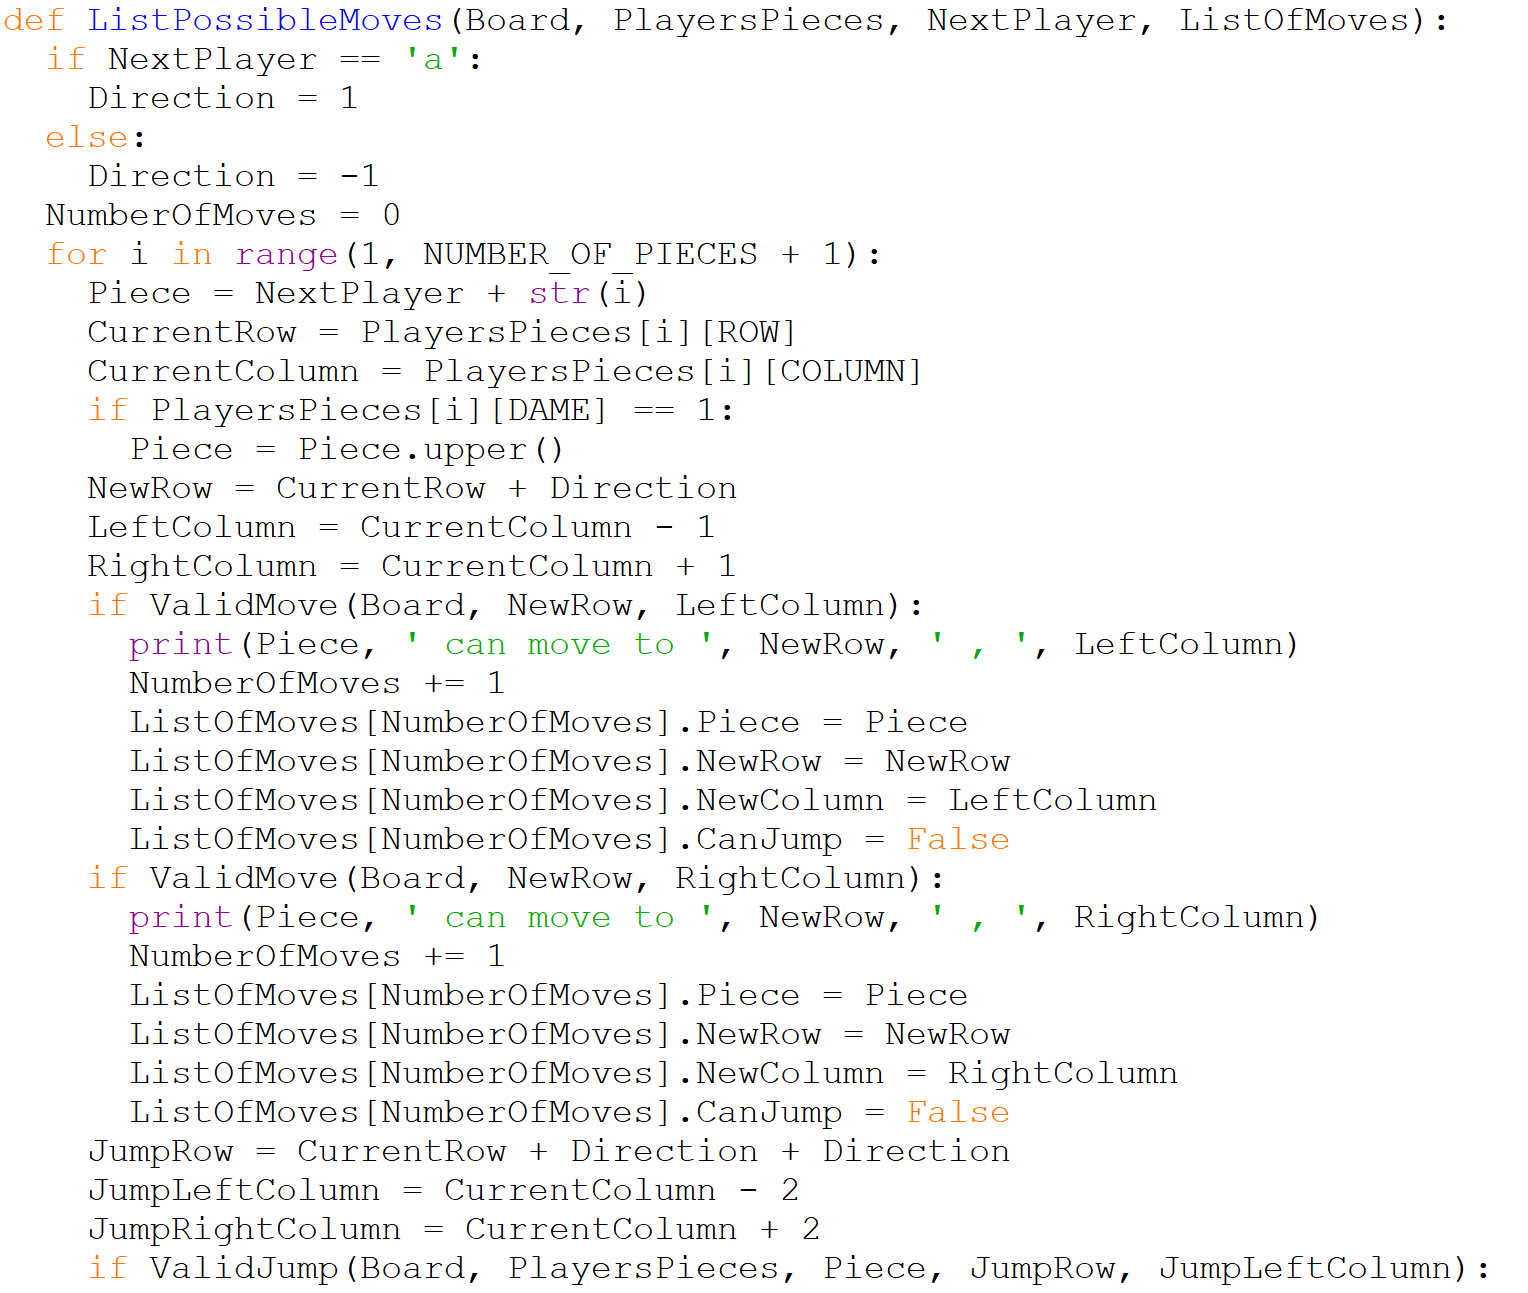 def ListPossibleMoves(Board, PlayersPieces, NextPlayer, ListOfMoves):
  if NextPlayer == 'a':
    Direction = 1
  else:
    Direction = -1
  NumberOfMoves = 0
  for i in range(1, NUMBER_OF_PIECES + 1):
    Piece = NextPlayer + str(i)
    CurrentRow = PlayersPieces[i][ROW]
    CurrentColumn = PlayersPieces[i][COLUMN]
    if PlayersPieces[i][DAME] == 1:
      Piece = Piece.upper()
    NewRow = CurrentRow + Direction
    LeftColumn = CurrentColumn - 1
    RightColumn = CurrentColumn + 1
    if ValidMove(Board, NewRow, LeftColumn):
      print(Piece, ' can move to ', NewRow, ' , ', LeftColumn)
      NumberOfMoves += 1
      ListOfMoves[NumberOfMoves].Piece = Piece
      ListOfMoves[NumberOfMoves].NewRow = NewRow
      ListOfMoves[NumberOfMoves].NewColumn = LeftColumn
      ListOfMoves[NumberOfMoves].CanJump = False
    if ValidMove(Board, NewRow, RightColumn):
      print(Piece, ' can move to ', NewRow, ' , ', RightColumn)
      NumberOfMoves += 1
      ListOfMoves[NumberOfMoves].Piece = Piece
      ListOfMoves[NumberOfMoves].NewRow = NewRow
      ListOfMoves[NumberOfMoves].NewColumn = RightColumn
      ListOfMoves[NumberOfMoves].CanJump = False
    JumpRow = CurrentRow + Direction + Direction
    JumpLeftColumn = CurrentColumn - 2
    JumpRightColumn = CurrentColumn + 2
    if ValidJump(Board, PlayersPieces, Piece, JumpRow, JumpLeftColumn):